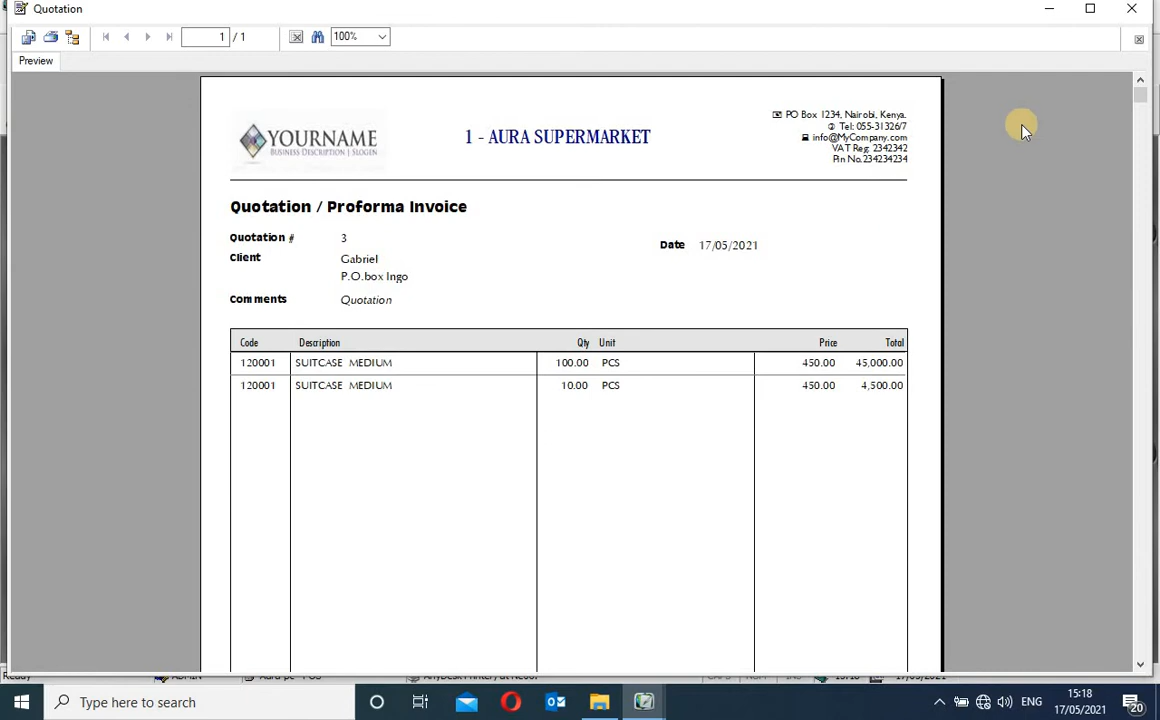 Quotation
1 / 1
100%
Preview
YOURNAME
BUSINESS DESCRIPTION | SLOGEN
1 - AURA SUPERMARKET
PO Box 1234, Nairobi, Kenya.
Tel: 055-31326/7
info@MyCompany.com
VAT Reg: 2342342
Pin No.234234234
Quotation / Proforma Invoice
Quotation # 3
Date 17/05/2021
Client Gabriel
P.O.box Ingo
Comments Quotation
Code Description Qty Unit Price Total
120001 SUITCASE MEDIUM 100.00 PCS 450.00 45,000.00
120001 SUITCASE MEDIUM 10.00 PCS 450.00 4,500.00
Type here to search
ENG
15:18
17/05/2021
20